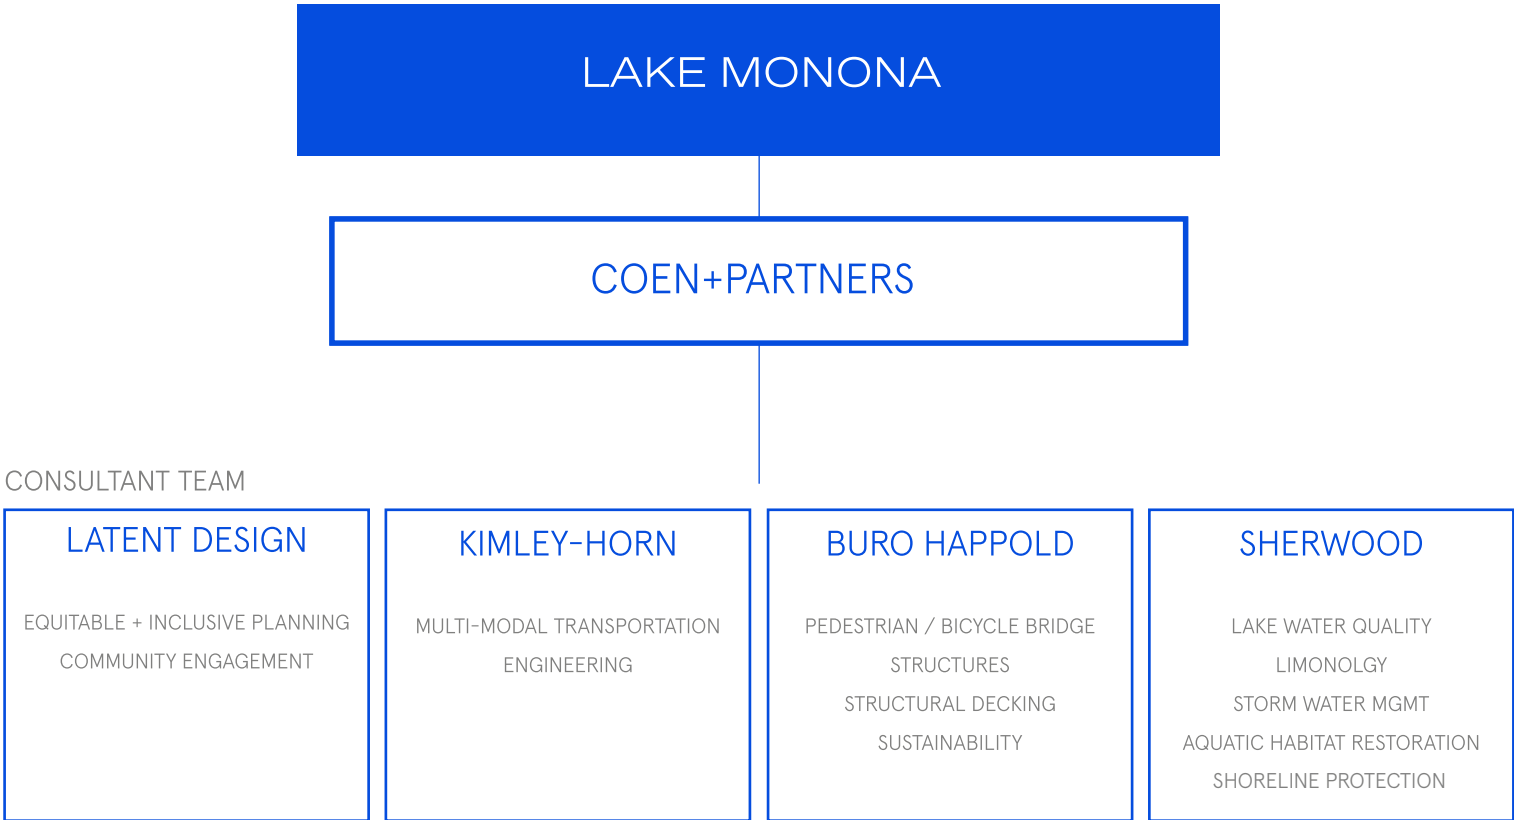 LAKE MONONA
COEN+PARTNERS
CONSULTANT TEAM
LATENT DESIGN
EQUITABLE + INCLUSIVE PLANNING
COMMUNITY ENGAGEMENT
KIMLEY-HORN
MULTI-MODAL TRANSPORTATION
ENGINEERING
BURO HAPPOLD
PEDESTRIAN / BICYCLE BRIDGE
STRUCTURES
STRUCTURAL DECKING
SUSTAINABILITY
SHERWOOD
LAKE WATER QUALITY
LIMONOLGY
STORM WATER MGMT
AQUATIC HABITAT RESTORATION
SHORELINE PROTECTION